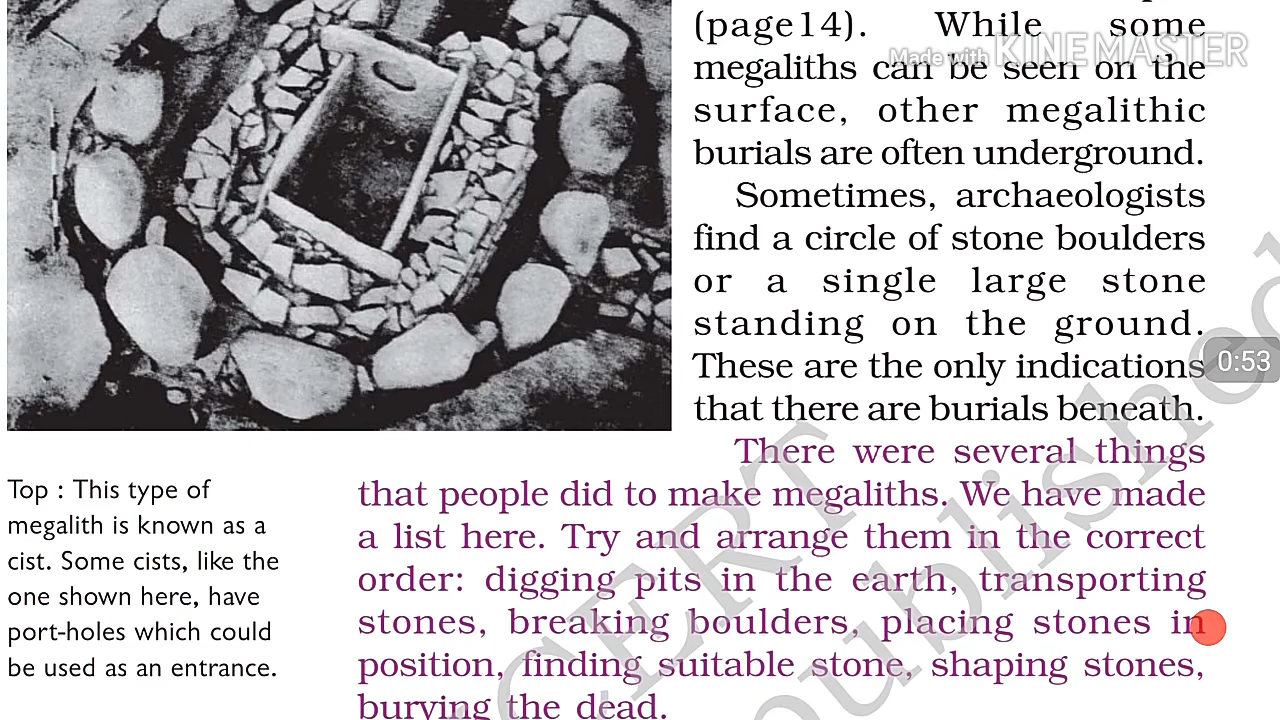 (page14). While some
Made with KINEMASTER
megaliths can be seen on the
surface, other megalithic
burials are often underground.
Sometimes, archaeologists
find a circle of stone boulders
or a single large stone
standing on the ground.
These are the only indications
0:53
that there are burials beneath.
There were several things
that people did to make megaliths. We have made
a list here. Try and arrange them in the correct
order: digging pits in the earth, transporting
stones, breaking boulders, placing stones in
position, finding suitable stone, shaping stones,
burying the dead.
Top : This type of
megalith is known as a
cist. Some cists, like the
one shown here, have
port-holes which could
be used as an entrance.